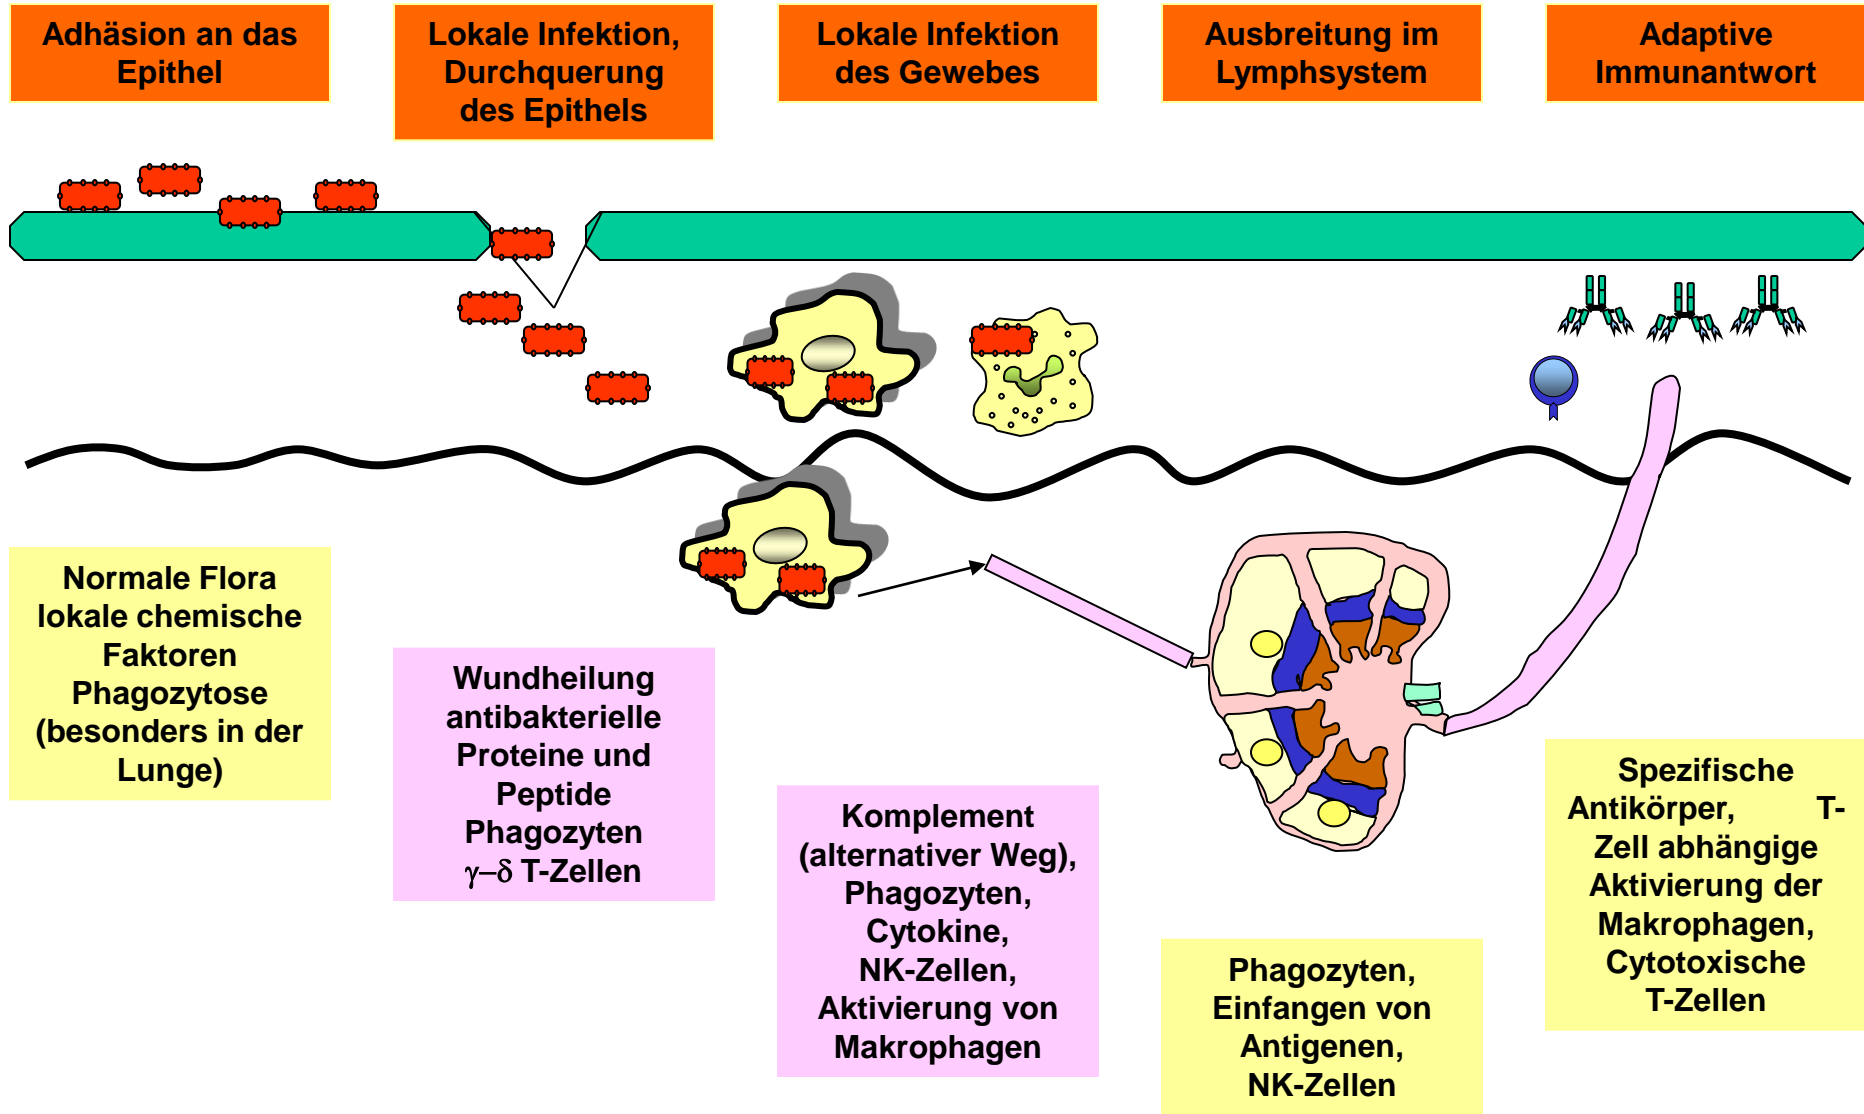 Adhäsion an das
Epithel
Lokale Infektion,
Durchquerung
des Epithels
Lokale Infektion
des Gewebes
Ausbreitung im
Lymphsystem
Adaptive
Immunantwort
Normale Flora
lokale chemische
Faktoren
Phagozytose
(besonders in der
Lunge)
Wundheilung
antibakterielle
Proteine und
Peptide
Phagozyten
γ–δ T-Zellen
Komplement
(alternativer Weg),
Phagozyten,
Cytokine,
NK-Zellen,
Aktivierung von
Makrophagen
Phagozyten,
Einfangen von
Antigenen,
NK-Zellen
Spezifische
Antikörper, T-
Zell abhängige
Aktivierung der
Makrophagen,
Cytotoxische
T-Zellen